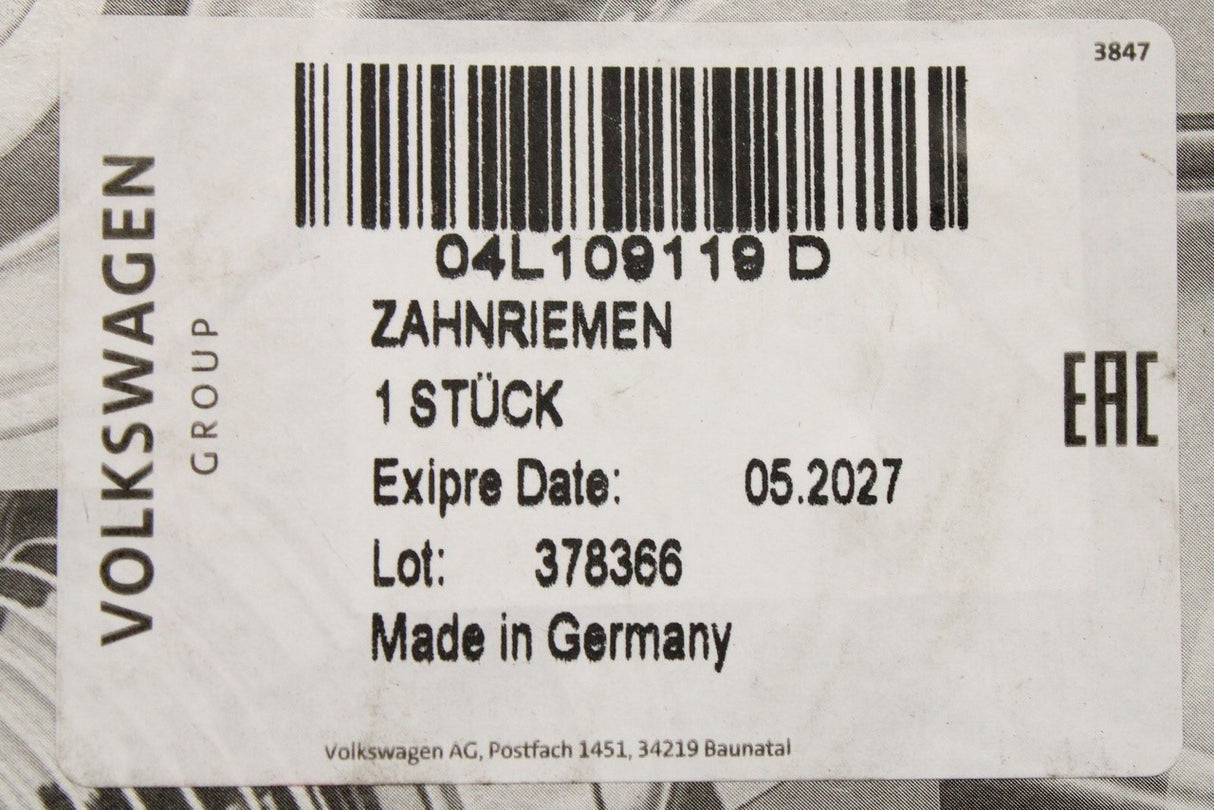 3847
VOLKSWAGEN
GROUP
04L109119 D
ZAHNRIEMEN
1 STÜCK
Exipre Date: 05.2027
Lot: 378366
Made in Germany
EAC
Volkswagen AG, Postfach 1451, 34219 Baunatal